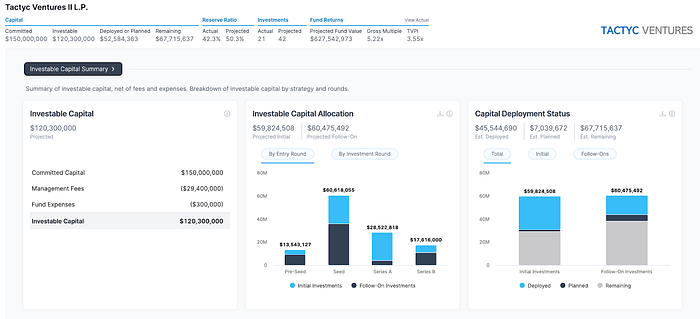 Tactyc Ventures II L.P.
Capital Reserve Ratio Investments Fund Returns View Actual
Committed Investable Deployed or Planned Remaining Actual Projected Actual Projected Projected Fund Value Gross Multiple TVPI
$150,000,000 $120,300,000 $52,584,363 $67,715,637 42.3% 50.3% 21 42 $627,542,973 5.22x 3.55x
TACTYC VENTURES
Investable Capital Summary >
Summary of investable capital, net of fees and expenses. Breakdown of investable capital by strategy and rounds.
Investable Capital
$120,300,000
Projected
Committed Capital $150,000,000
Management Fees ($29,400,000)
Fund Expenses ($300,000)
Investable Capital $120,300,000
Investable Capital Allocation
$59,824,508 $60,475,492
Projected Initial Projected Follow-On
By Entry Round By Investment Round
80M
60M
40M
20M
0
$13,543,127
$60,618,055
$28,522,818
$17,616,000
Pre-Seed Seed Series A Series B
Initial Investments Follow-On Investments
Capital Deployment Status
$45,544,690 $7,039,672 $67,715,637
Est. Deployed Est. Planned Est. Remaining
Total Initial Follow-Ons
80M
60M
40M
20M
0
$59,824,508
$60,475,492
Initial Investments Follow-On Investments
Deployed Planned Remaining